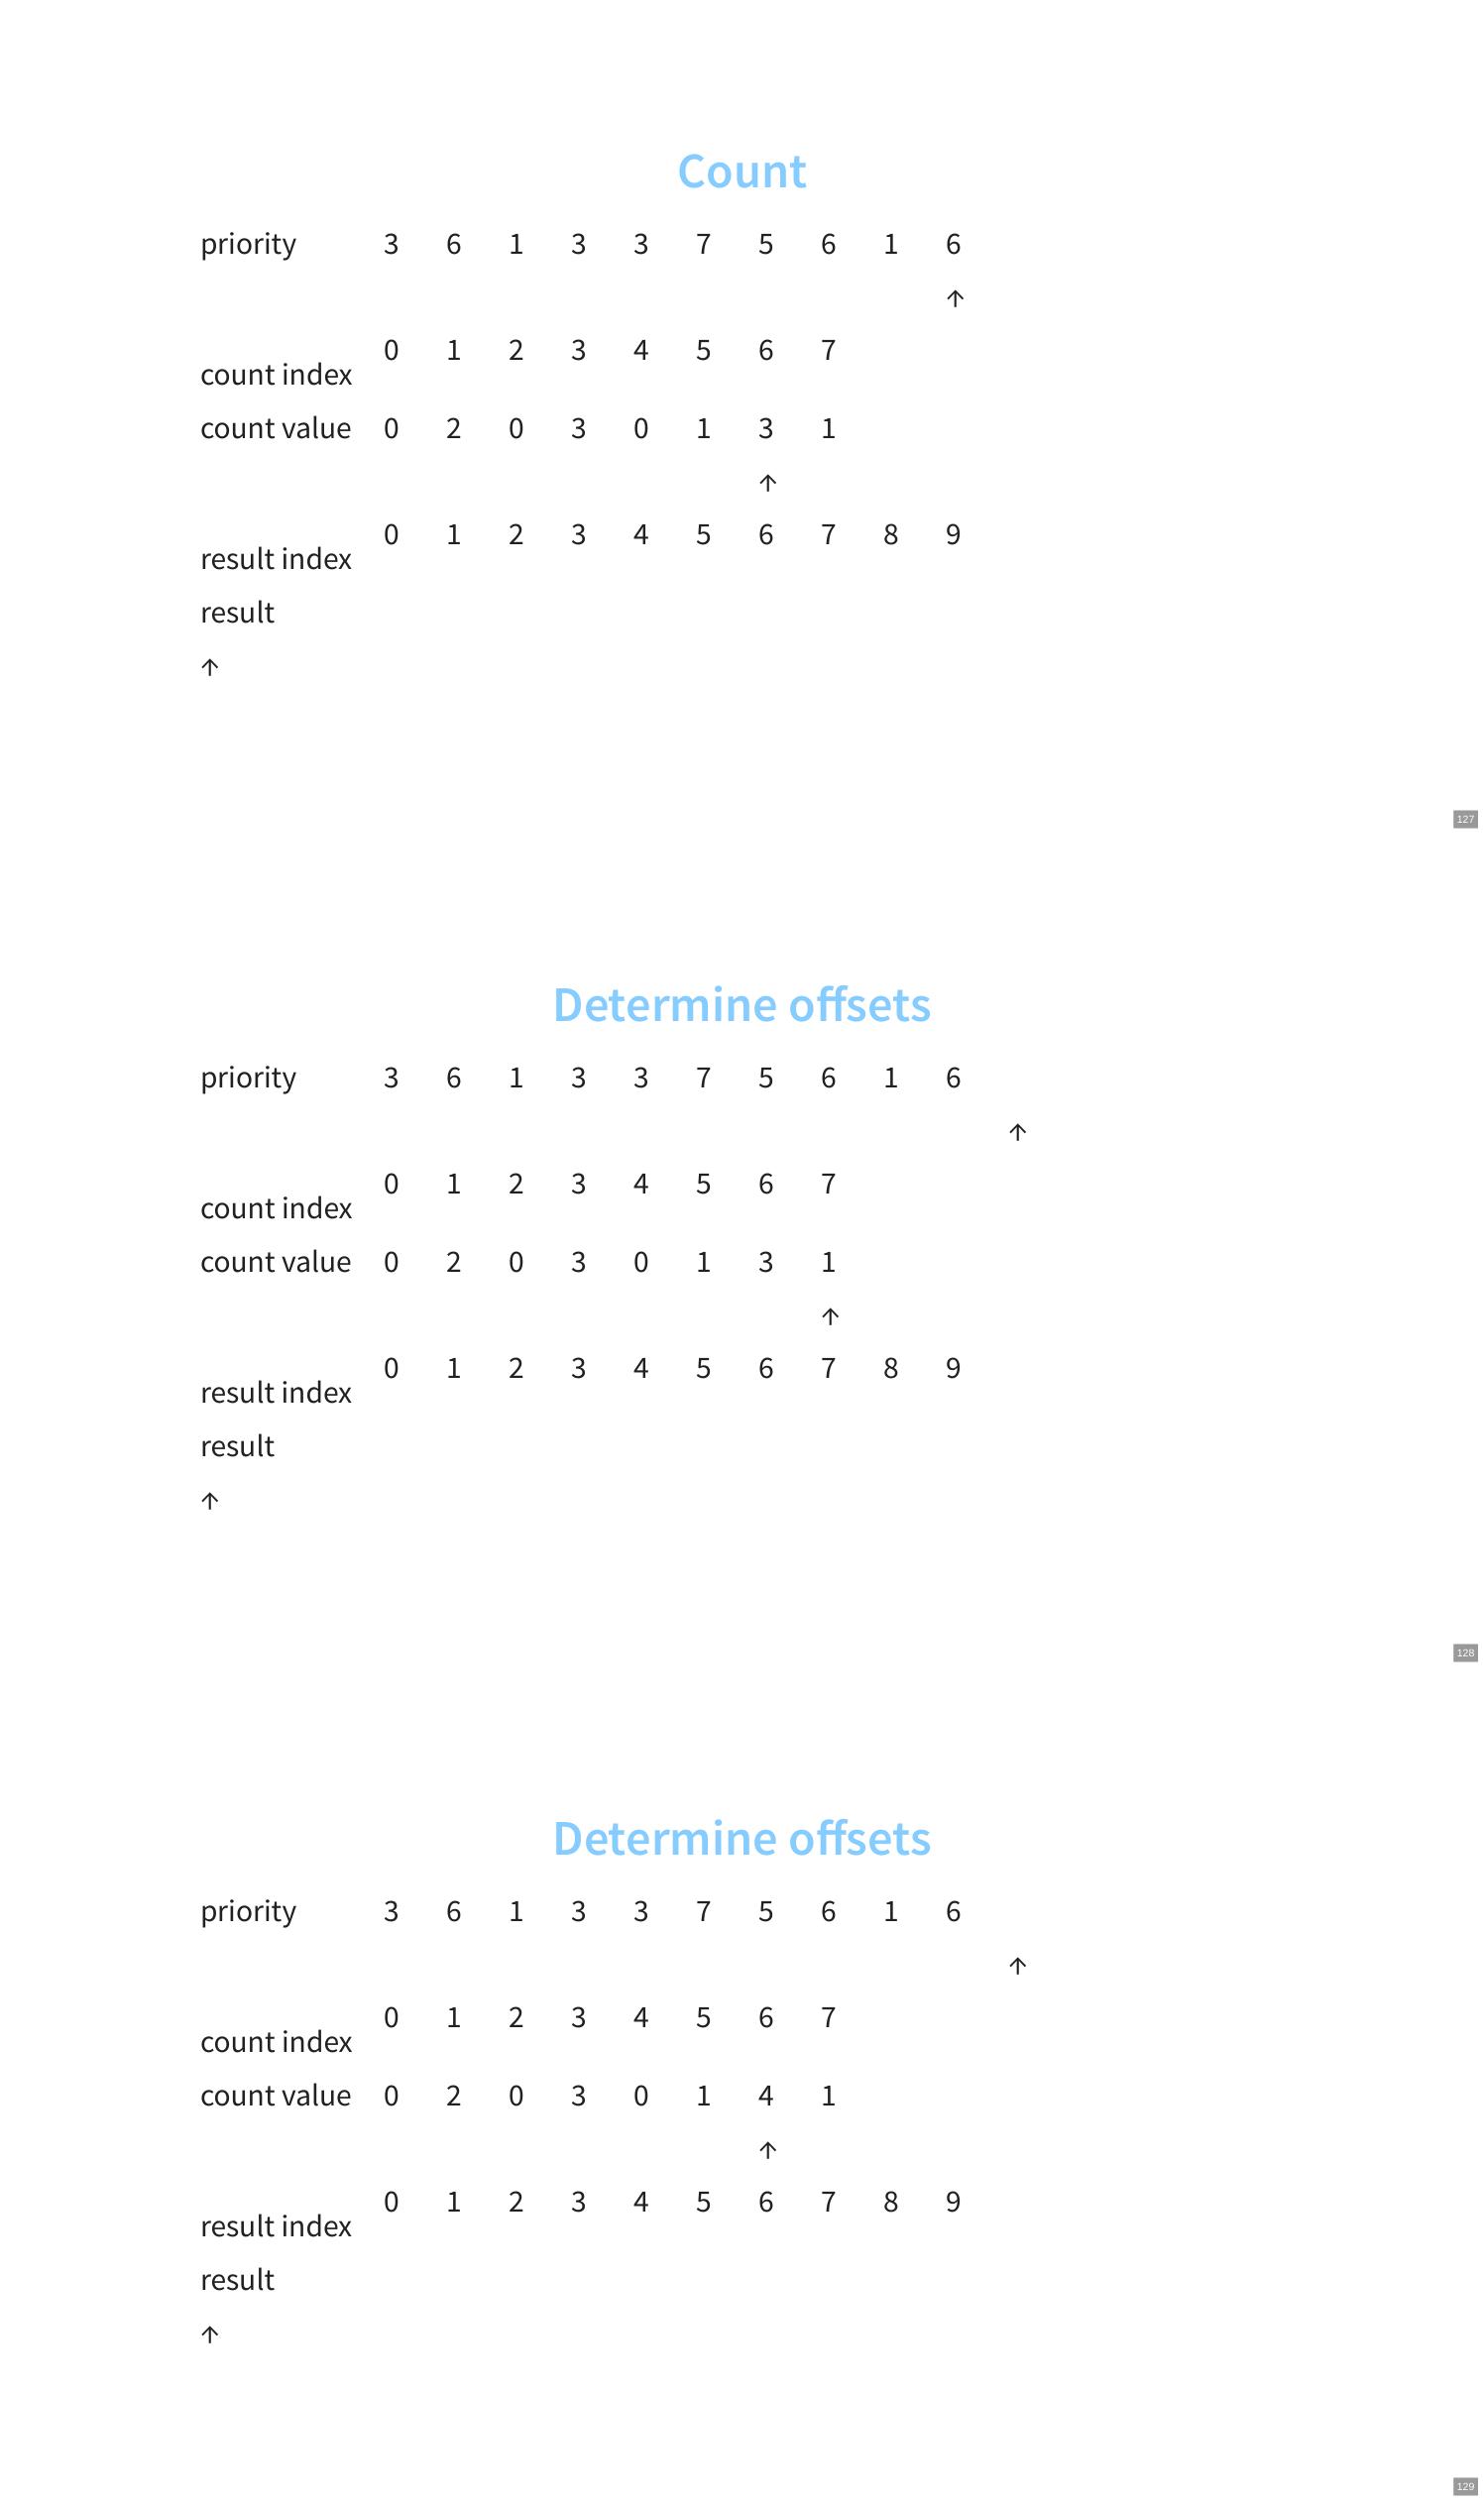 Count
priority 3 6 1 3 3 7 5 6 1 6
↑
0 1 2 3 4 5 6 7
count index
count value 0 2 0 3 0 1 3 1
↑
0 1 2 3 4 5 6 7 8 9
result index
result
↑
127
Determine offsets
priority 3 6 1 3 3 7 5 6 1 6
↑
0 1 2 3 4 5 6 7
count index
count value 0 2 0 3 0 1 3 1
↑
0 1 2 3 4 5 6 7 8 9
result index
result
↑
128
Determine offsets
priority 3 6 1 3 3 7 5 6 1 6
↑
0 1 2 3 4 5 6 7
count index
count value 0 2 0 3 0 1 4 1
↑
0 1 2 3 4 5 6 7 8 9
result index
result
↑
129